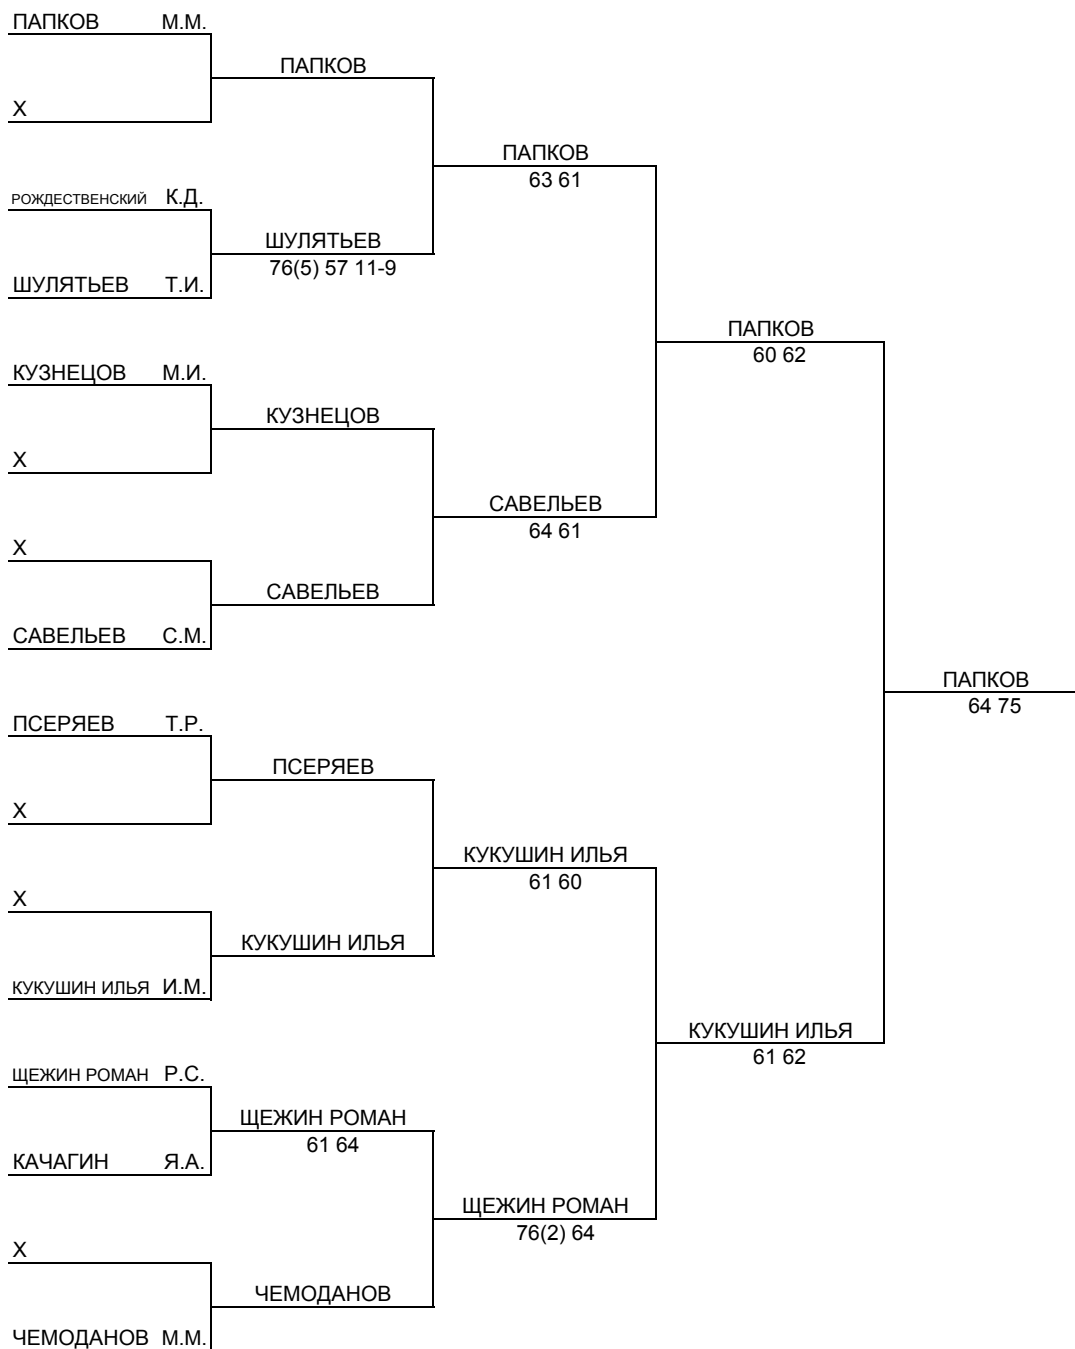 ПАПКОВ М.М.
ПАПКОВ
X
ПАПКОВ
63 61
РОЖДЕСТВЕНСКИЙ К.Д.
ШУЛЯТЬЕВ
76(5) 57 11-9
ШУЛЯТЬЕВ Т.И.
ПАПКОВ
60 62
КУЗНЕЦОВ М.И.
КУЗНЕЦОВ
X
САВЕЛЬЕВ
64 61
X
САВЕЛЬЕВ
САВЕЛЬЕВ С.М.
ПАПКОВ
64 75
ПСЕРЯЕВ Т.Р.
ПСЕРЯЕВ
X
КУКУШИН ИЛЬЯ
61 60
X
КУКУШИН ИЛЬЯ
КУКУШИН ИЛЬЯ И.М.
КУКУШИН ИЛЬЯ
61 62
ЩЕЖИН РОМАН Р.С.
ЩЕЖИН РОМАН
61 64
КАЧАГИН Я.А.
ЩЕЖИН РОМАН
76(2) 64
X
ЧЕМОДАНОВ
ЧЕМОДАНОВ М.М.